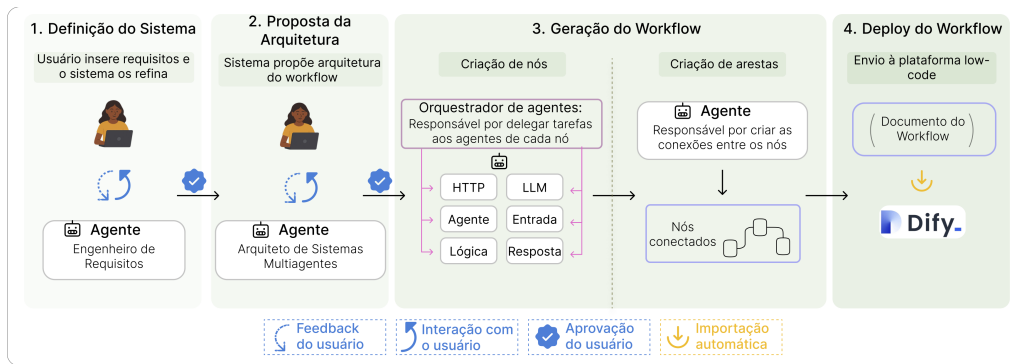 1. Definição do Sistema
Usuário insere requisitos e
o sistema os refina
Agente
Engenheiro de
Requisitos
2. Proposta da
Arquitetura
Sistema propõe arquitetura
do workflow
Agente
Arquiteto de Sistemas
Multiagentes
3. Geração do Workflow
Criação de nós
Orquestrador de agentes:
Responsável por delegar tarefas
aos agentes de cada nó
HTTP
LLM
Agente
Entrada
Lógica
Resposta
Criação de arestas
Agente
Responsável por criar as
conexões entre os nós
Nós
conectados
4. Deploy do Workflow
Envio à plataforma low-
code
Documento do
Workflow
Dify_
Feedback
do usuário
Interação com
o usuário
Aprovação
do usuário
Importação
automática